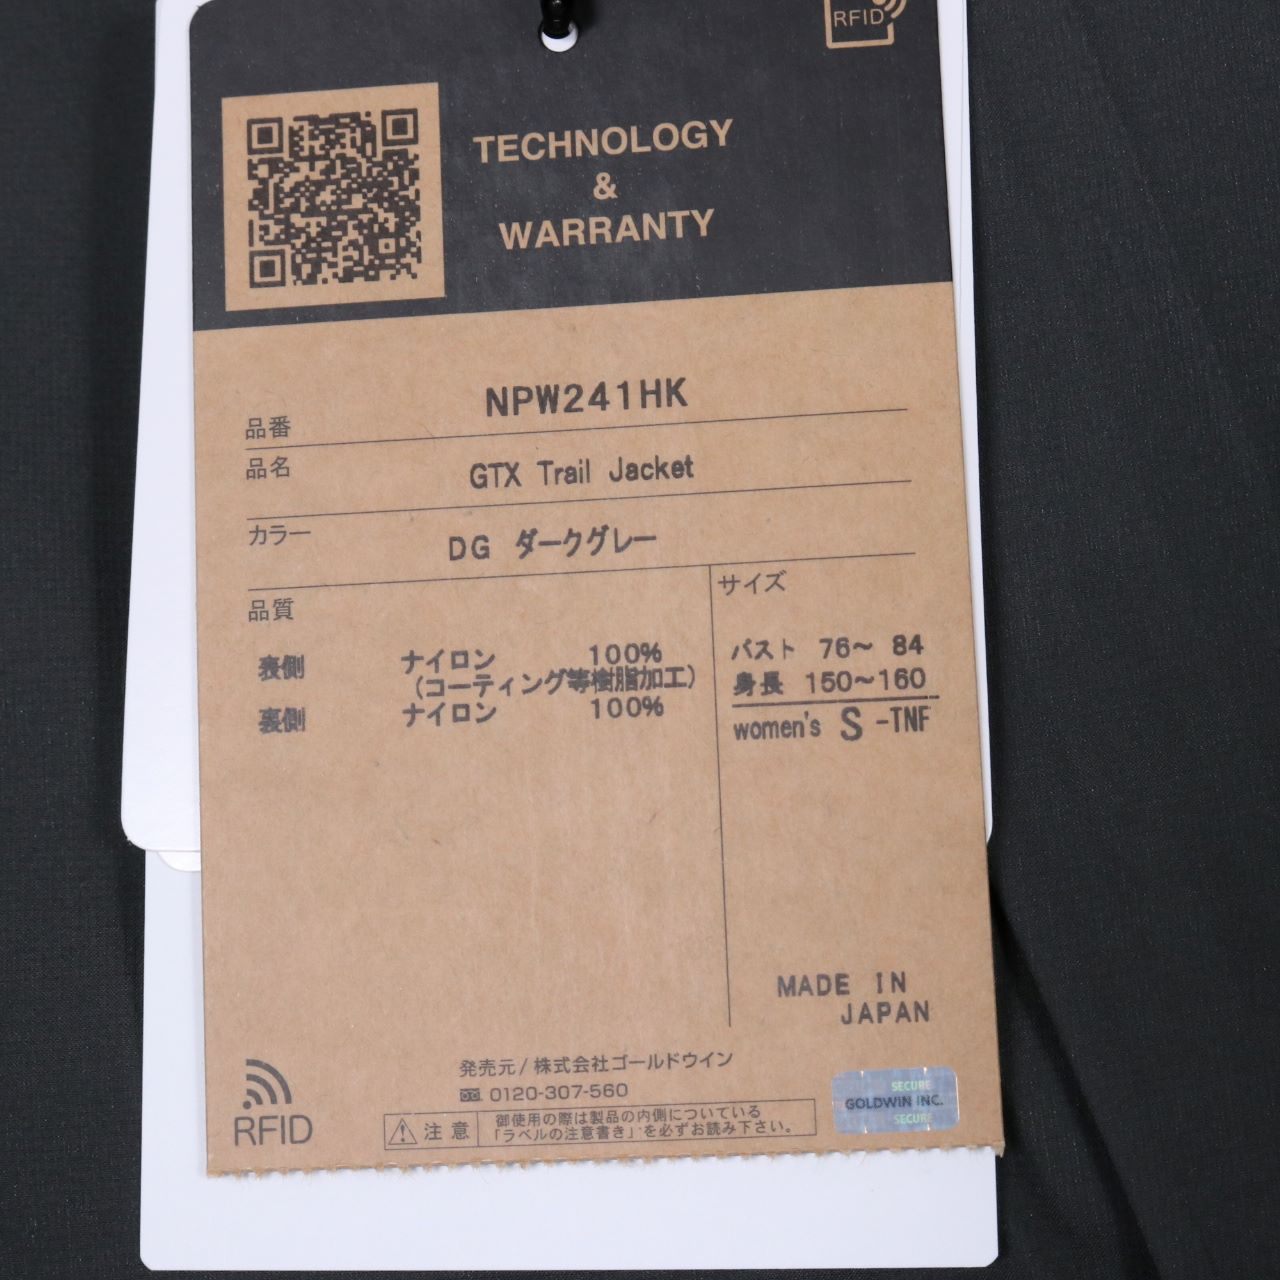 RFID
TECHNOLOGY
&
WARRANTY
品番 NPW241HK
品名 GTX Trail Jacket
カラー DG ダークグレー
品質
表側 ナイロン 100%
(コーティング等樹脂加工)
裏側 ナイロン 100%
サイズ
バスト 76〜 84
身長 150〜160
women's S -TNF
MADE IN
JAPAN
RFID
発売元/株式会社ゴールドウイン
0120-307-560
注意
御使用の際は製品の内側についている
「ラベルの注意書き」を必ずお読み下さい。
SECURE
GOLDWIN INC.
SECURE